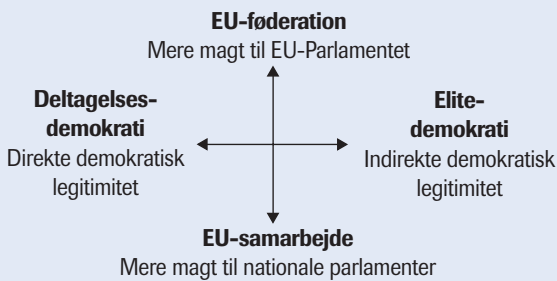 EU-føderation
Mere magt til EU-Parlamentet
Deltagelses-
demokrati
Direkte demokratisk
legitimitet
Elite-
demokrati
Indirekte demokratisk
legitimitet
EU-samarbejde
Mere magt til nationale parlamenter